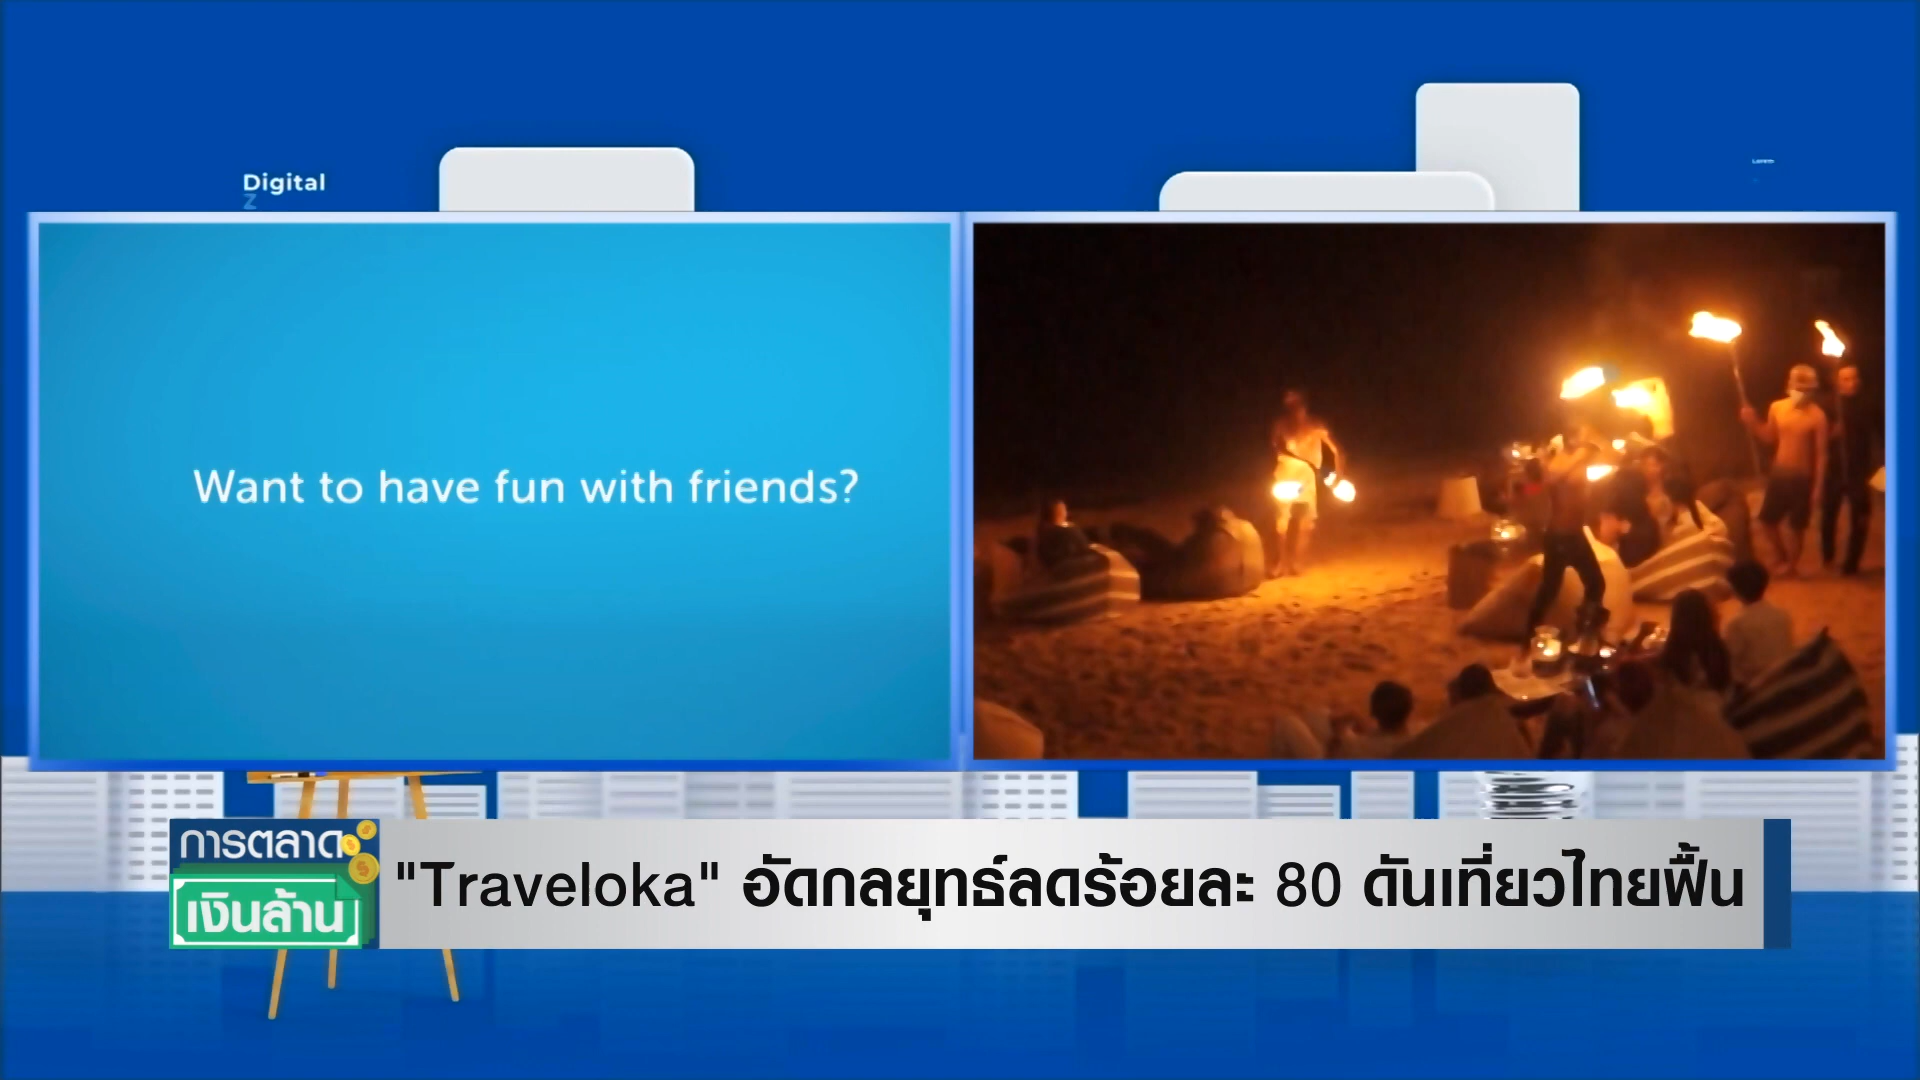 Digital
Z
Lorem
Want to have fun with friends?
การตลาด
เงินล้าน
"Traveloka" อัดกลยุทธ์ลดร้อยละ 80 ดันเที่ยวไทยฟื้น